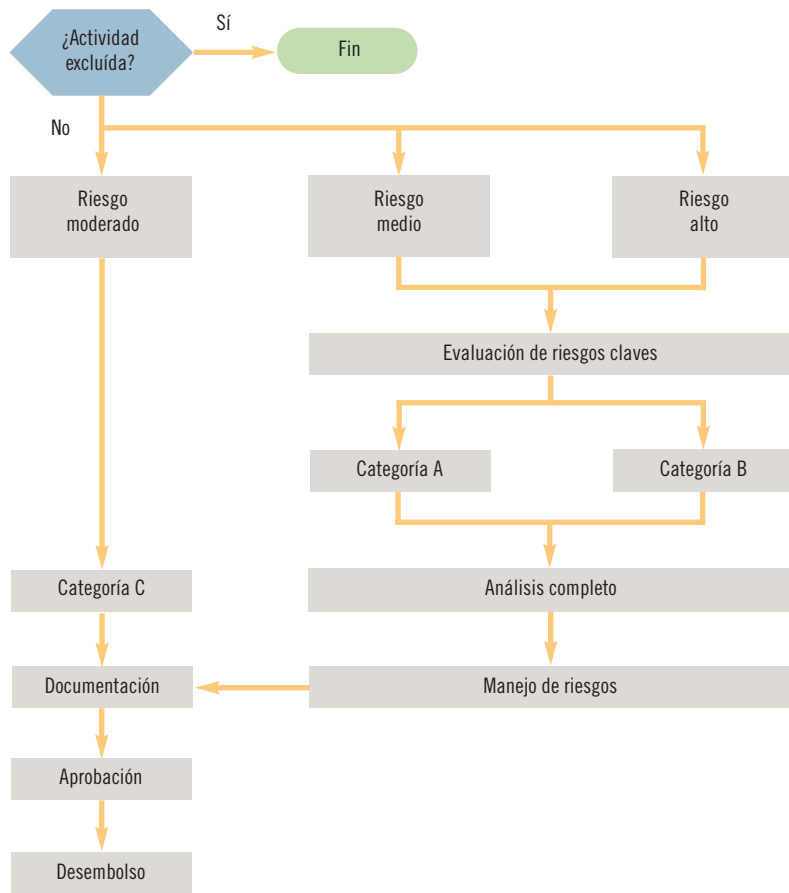 ¿Actividad
excluída?
Sí
Fin
No
Riesgo
moderado
Riesgo
medio
Riesgo
alto
Evaluación de riesgos claves
Categoría A
Categoría B
Categoría C
Análisis completo
Documentación
Manejo de riesgos
Aprobación
Desembolso